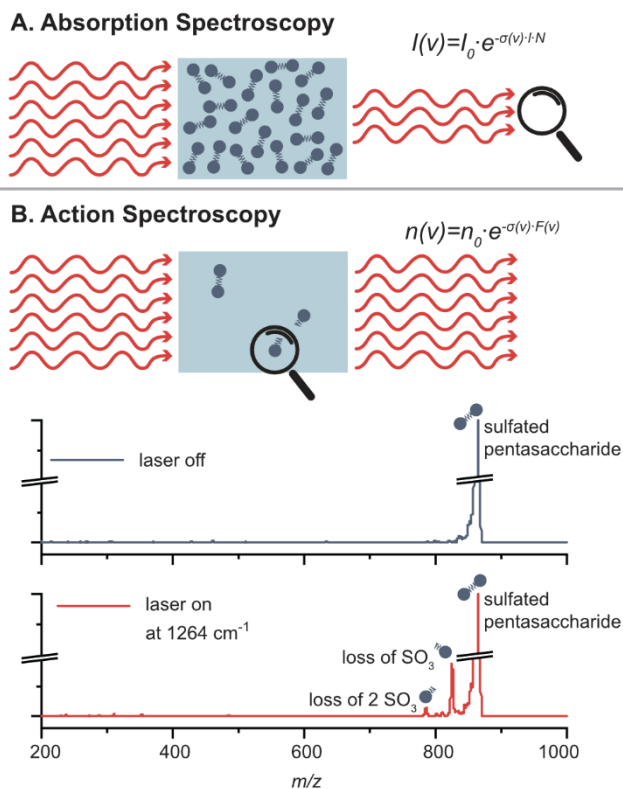 A. Absorption Spectroscopy
I(v)=I₀·e^-σ(v)·l·N
B. Action Spectroscopy
n(v)=n₀·e^-σ(v)·F(v)
laser off
sulfated
pentasaccharide
laser on
at 1264 cm⁻¹
sulfated
pentasaccharide
loss of SO₃
loss of 2 SO₃
200 400 600 800 1000
m/z